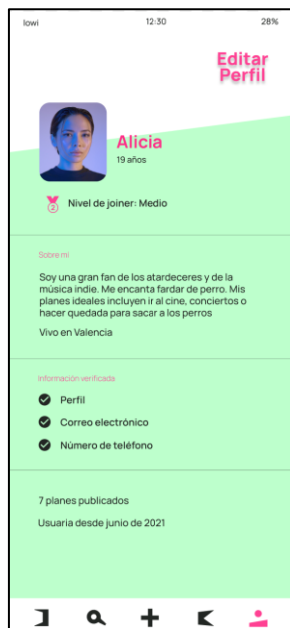 lowi
12:30
28%
Editar
Perfil
Alicia
19 años
2
Nivel de joiner: Medio
Sobre mi
Soy una gran fan de los atardeceres y de la
música indie. Me encanta fardar de perro. Mis
planes ideales incluyen ir al cine, conciertos o
hacer quedada para sacar a los perros
Vivo en Valencia
Información verificada
Perfil
Correo electrónico
Número de teléfono
7 planes publicados
Usuaria desde junio de 2021